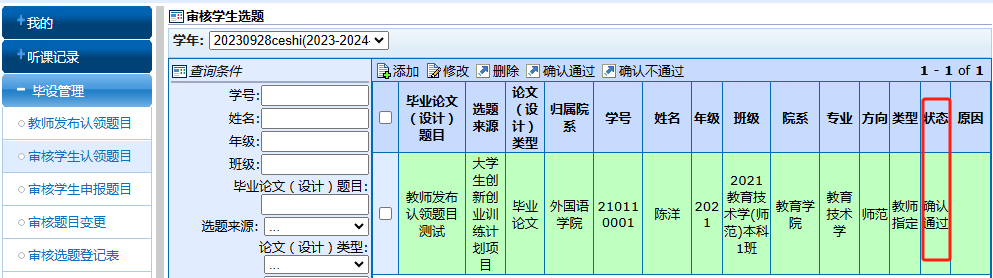 我的
听课记录
毕设管理
教师发布认领题目
审核学生认领题目
审核学生申报题目
审核题目变更
审核选题登记表
审核学生选题
学年: 20230928ceshi(2023-2024
查询条件
学号:
姓名:
年级:
班级:
毕业论文（设计）题目:
选题来源: ...
论文（设计）类型:
...
添加 修改 删除 确认通过 确认不通过 1 - 1 of 1
毕业论文（设计）题目 选题来源 论文（设计）类型 归属院系 学号 姓名 年级 班级 院系 专业 方向 类型 状态 原因
教师发布认领题目测试 大学生创新创业训练计划项目 毕业论文 外国语学院 210110001 陈洋 2021 2021教育技术学(师范)本科1班 教育学院 教育技术学 师范 教师指定 确认通过